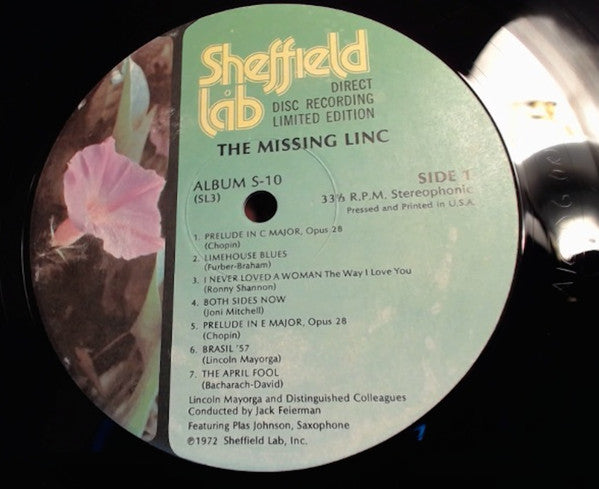 Sheffield
lab
DIRECT
DISC RECORDING
LIMITED EDITION
THE MISSING LINC
ALBUM S-10
(SL3)
SIDE 1
33⅓ R.P.M. Stereophonic
Pressed and Printed in U.S.A.
1. PRELUDE IN C MAJOR, Opus 28
(Chopin)
2. LIMEHOUSE BLUES
(Furber-Braham)
3. I NEVER LOVED A WOMAN The Way I Love You
(Ronny Shannon)
4. BOTH SIDES NOW
(Joni Mitchell)
5. PRELUDE IN E MAJOR, Opus 28
(Chopin)
6. BRASIL '57
(Lincoln Mayorga)
7. THE APRIL FOOL
(Bacharach-David)
Lincoln Mayorga and Distinguished Colleagues
Conducted by Jack Feierman
Featuring Plas Johnson, Saxophone
℗1972 Sheffield Lab, Inc.